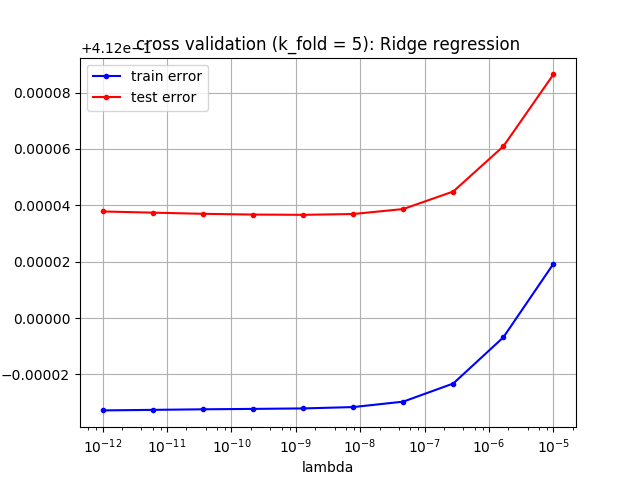 cross validation (k_fold = 5): Ridge regression
+4.12e−1
train error
test error
0.00008
0.00006
0.00004
0.00002
0.00000
−0.00002
10⁻¹² 10⁻¹¹ 10⁻¹⁰ 10⁻⁹ 10⁻⁸ 10⁻⁷ 10⁻⁶ 10⁻⁵
lambda